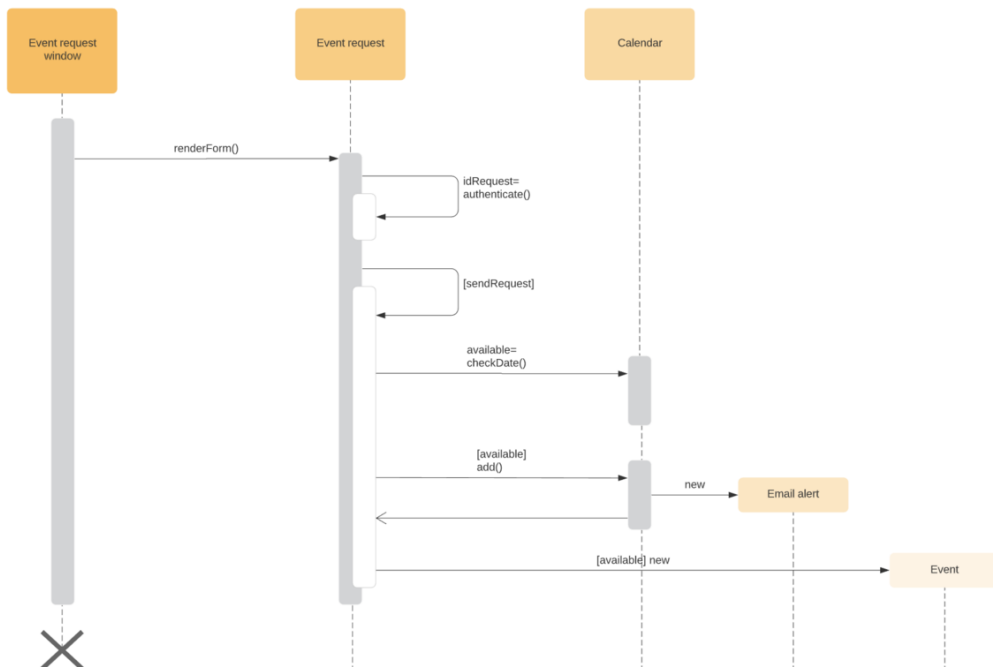 Event request
window
Event request
Calendar
renderForm()
idRequest=
authenticate()
[sendRequest]
available=
checkDate()
[available]
add()
new
Email alert
[available] new
Event